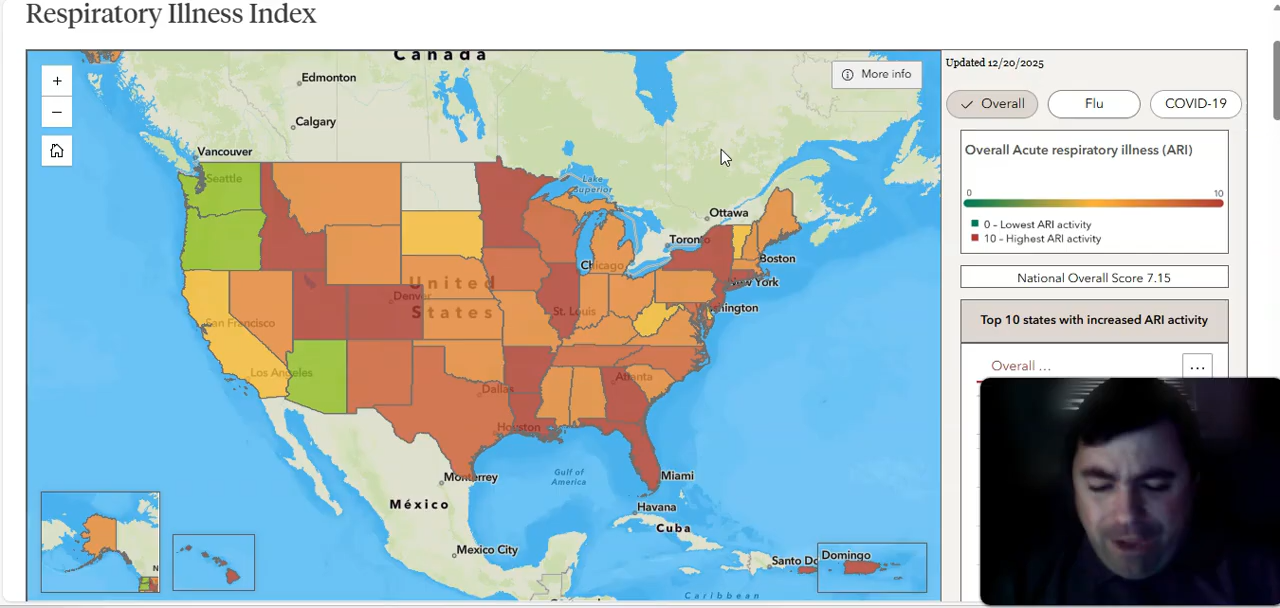 Respiratory Illness Index
Canada
Edmonton
Calgary
Vancouver
Seattle
Lake
Superior
Ottawa
Toronto
Boston
Chicago
New York
United
States
Denver
St. Louis
shington
San Francisco
Los Angeles
Atlanta
Dallas
Houston
Gulf of
America
Monterrey
Miami
México
Havana
Cuba
Mexico City
Santo Do
Domingo
Caribbean
N
+
−
More info
Updated 12/20/2025
Overall
Flu
COVID-19
Overall Acute respiratory illness (ARI)
0
10
0 - Lowest ARI activity
10 - Highest ARI activity
National Overall Score 7.15
Top 10 states with increased ARI activity
Overall ...
...